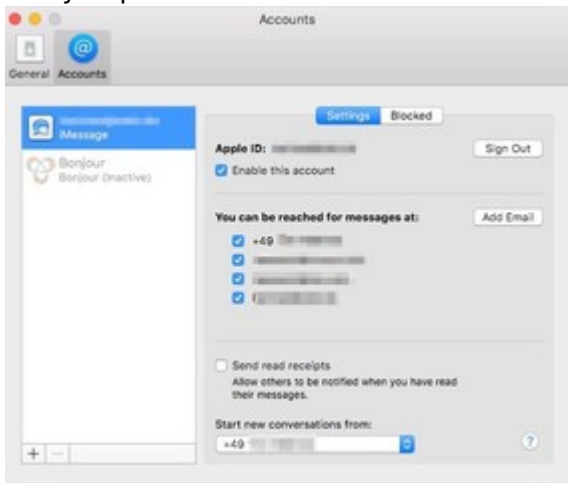 Accounts
General Accounts
iMessage
Bonjour
Bonjour (Inactive)
Settings Blocked
Apple ID:
Sign Out
Enable this account
You can be reached for messages at:
Add Email
+49
Send read receipts
Allow others to be notified when you have read
their messages.
Start new conversations from:
+49
?